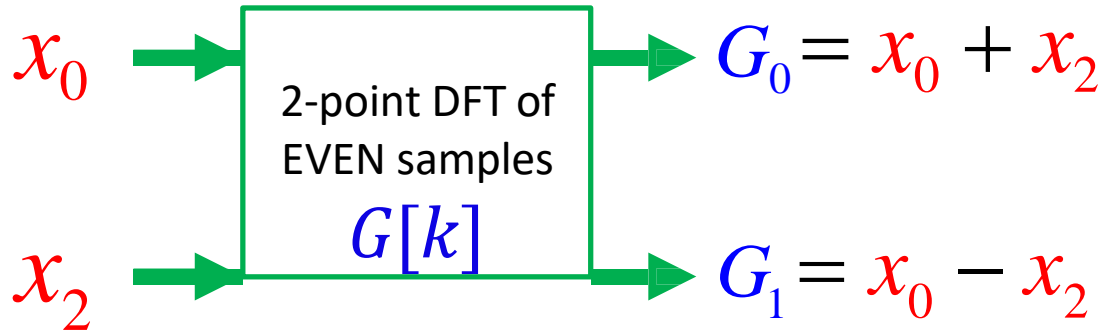 x₀
2-point DFT of
EVEN samples
G[k]
G₀ = x₀ + x₂
x₂
G₁ = x₀ − x₂